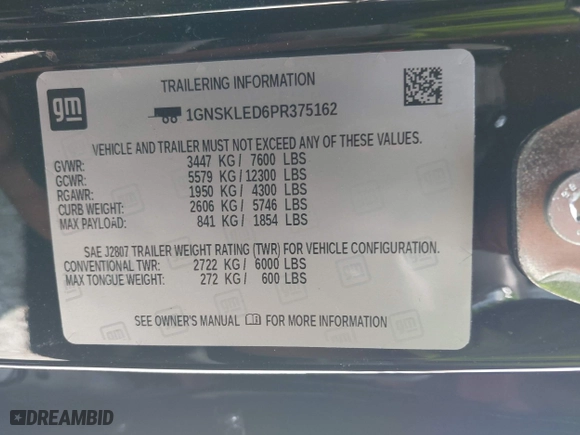 gm
TRAILERING INFORMATION
1GNSKLED6PR375162
VEHICLE AND TRAILER MUST NOT EXCEED ANY OF THESE VALUES.
GVWR: 3447 KG/ 7600 LBS
GCWR: 5579 KG/12300 LBS
RGAWR: 1950 KG/ 4300 LBS
CURB WEIGHT: 2606 KG/ 5746 LBS
MAX PAYLOAD: 841 KG/ 1854 LBS
SAE J2807 TRAILER WEIGHT RATING (TWR) FOR VEHICLE CONFIGURATION.
CONVENTIONAL TWR: 2722 KG/ 6000 LBS
MAX TONGUE WEIGHT: 272 KG/ 600 LBS
SEE OWNER'S MANUAL FOR MORE INFORMATION
DREAMBID